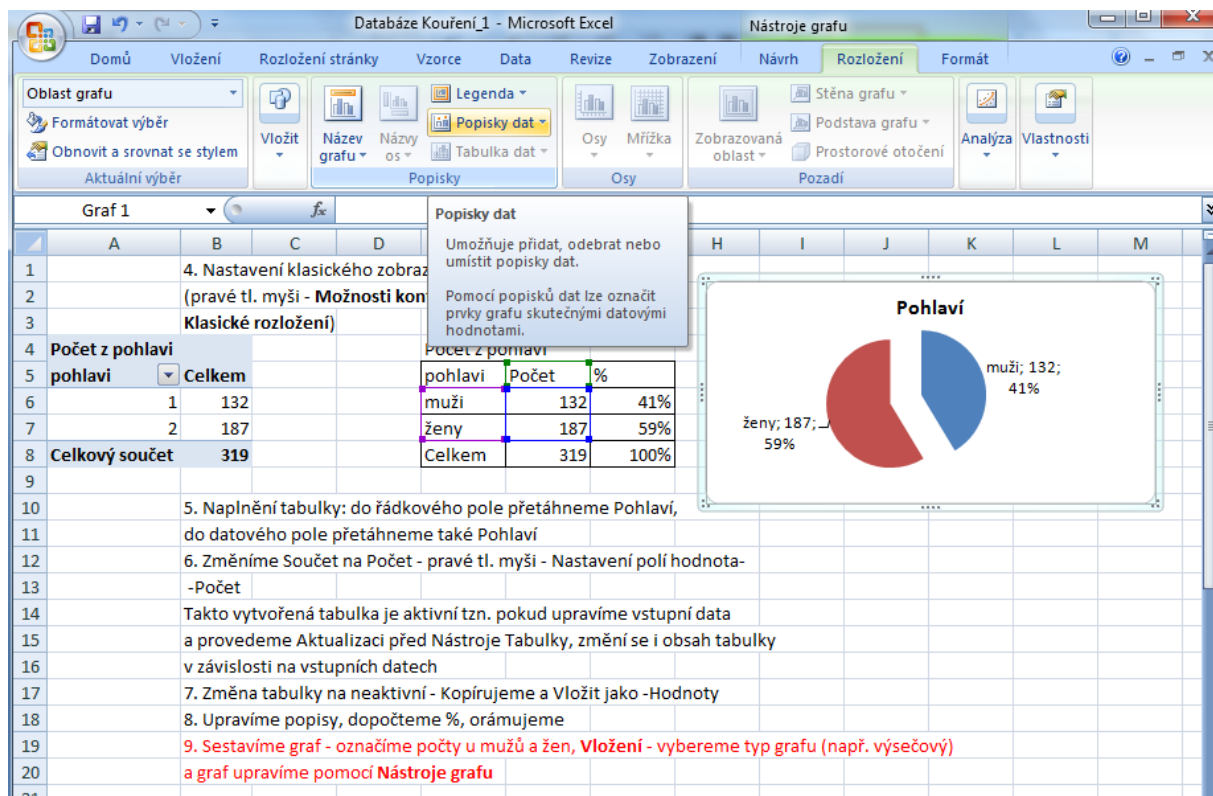 Databáze Kouření_1 - Microsoft Excel
Nástroje grafu
Domů Vložení Rozložení stránky Vzorce Data Revize Zobrazení Návrh Rozložení Formát
Oblast grafu
Formátovat výběr
Obnovit a srovnat se stylem
Aktuální výběr
Vložit
Název grafu
Názvy os
Legenda
Popisky dat
Tabulka dat
Popisky
Osy
Mřížka
Osy
Zobrazovaná oblast
Stěna grafu
Podstava grafu
Prostorové otočení
Pozadí
Analýza
Vlastnosti
Graf 1
fx
Popisky dat
Umožňuje přidat, odebrat nebo
umístit popisky dat.
Pomocí popisků dat lze označit
prvky grafu skutečnými datovými
hodnotami.
A B C D H I J K L M
1 4. Nastavení klasického zobraz
2 (pravé tl. myši - Možnosti kon
3 Klasické rozložení)
4 Počet z pohlavi Počet z pohlavi
5 pohlavi Celkem pohlavi Počet %
6 1 132 muži 132 41%
7 2 187 ženy 187 59%
8 Celkový součet 319 Celkem 319 100%
9
Pohlaví
muži; 132;
41%
ženy; 187;
59%
10 5. Naplnění tabulky: do řádkového pole přetáhneme Pohlaví,
11 do datového pole přetáhneme také Pohlaví
12 6. Změníme Součet na Počet - pravé tl. myši - Nastavení polí hodnota-
13 -Počet
14 Takto vytvořená tabulka je aktivní tzn. pokud upravíme vstupní data
15 a provedeme Aktualizaci před Nástroje Tabulky, změní se i obsah tabulky
16 v závislosti na vstupních datech
17 7. Změna tabulky na neaktivní - Kopírujeme a Vložit jako -Hodnoty
18 8. Upravíme popisy, dopočteme %, orámujeme
19 9. Sestavíme graf - označíme počty u mužů a žen, Vložení - vybereme typ grafu (např. výsečový)
20 a graf upravíme pomocí Nástroje grafu